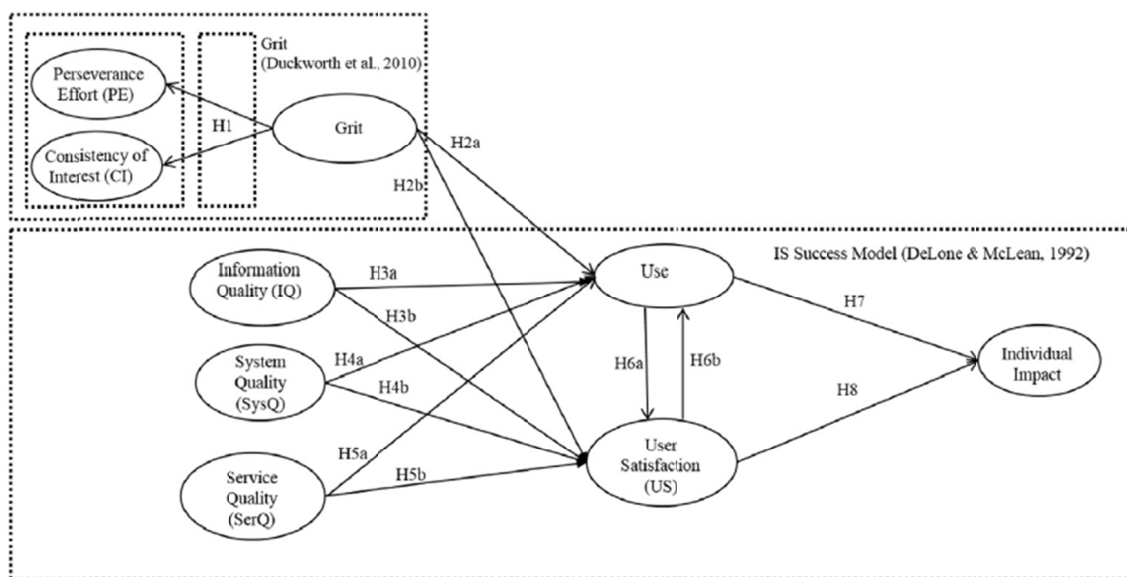 Grit
(Duckworth et al., 2010)
Perseverance
Effort (PE)
H1
Grit
Consistency of
Interest (CI)
H2a
H2b
IS Success Model (DeLone & McLean, 1992)
Information
Quality (IQ)
H3a
Use
H3b
H7
System
Quality
(SysQ)
H4a
H4b
H6a
H6b
Individual
Impact
H8
H5a
User
Satisfaction
(US)
Service
Quality
(SerQ)
H5b